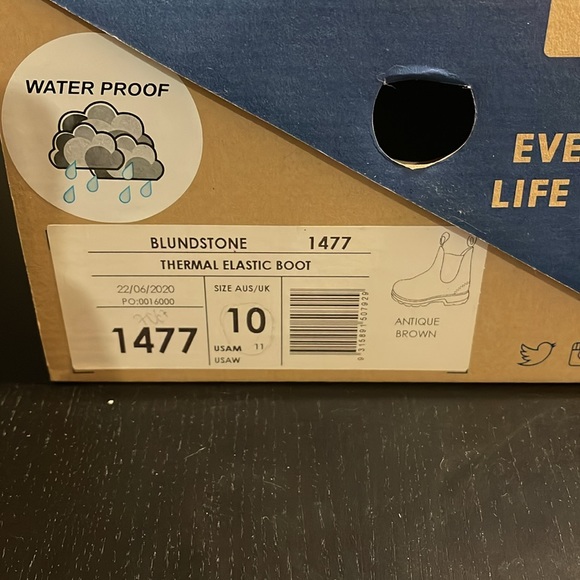 WATER PROOF
EVE
LIFE
BLUNDSTONE 1477
THERMAL ELASTIC BOOT
22/06/2020
PO:0016000
1477
SIZE AUS/UK
10
USAM 11
USAW
9315891507929
ANTIQUE
BROWN